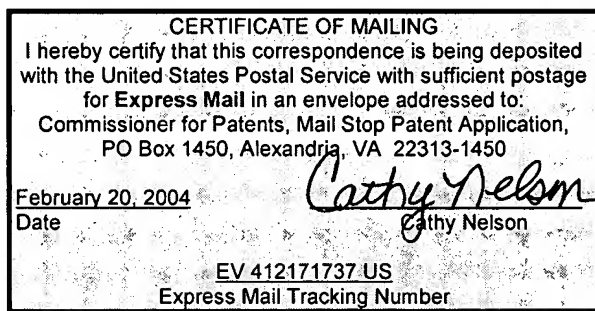 CERTIFICATE OF MAILING
I hereby certify that this correspondence is being deposited
with the United States Postal Service with sufficient postage
for Express Mail in an envelope addressed to:
Commissioner for Patents, Mail Stop Patent Application,
PO Box 1450, Alexandria, VA 22313-1450
February 20, 2004 Cathy Nelson
Date Cathy Nelson
EV 412171737 US
Express Mail Tracking Number